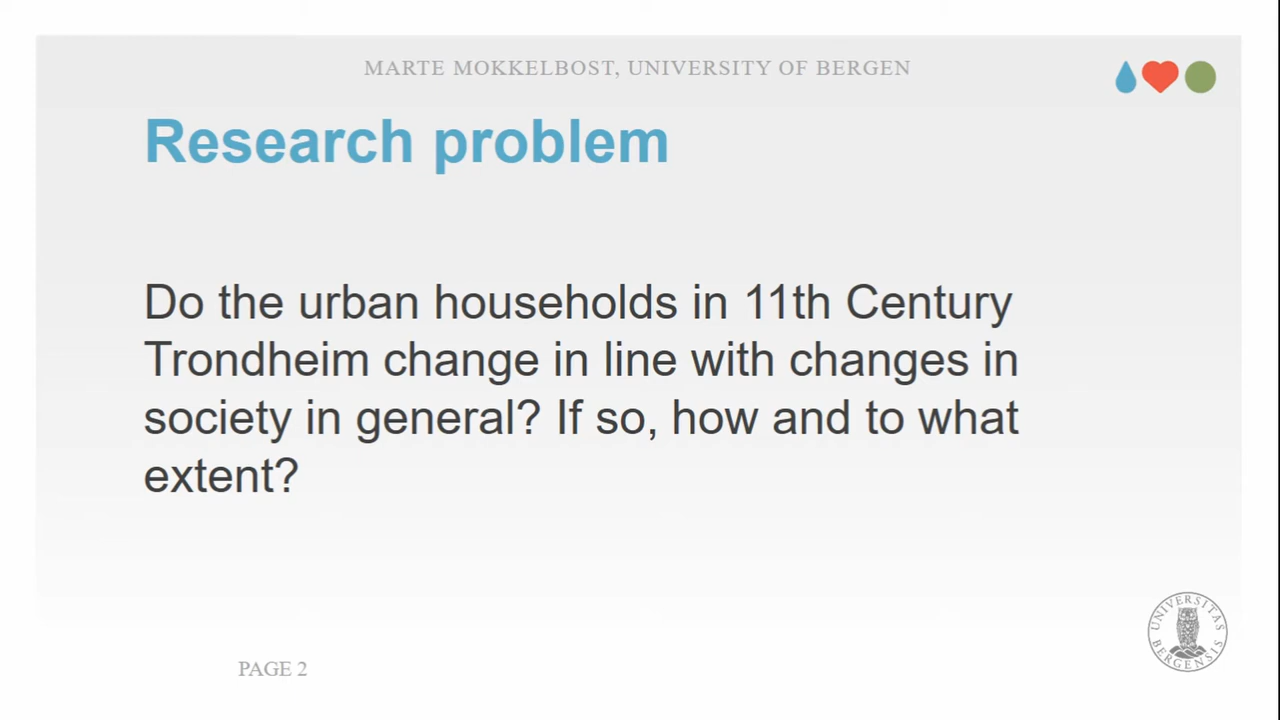 MARTE MOKKELBOST, UNIVERSITY OF BERGEN
Research problem
Do the urban households in 11th Century
Trondheim change in line with changes in
society in general? If so, how and to what
extent?
UNIVERSITAS
BERGENSIS
PAGE 2